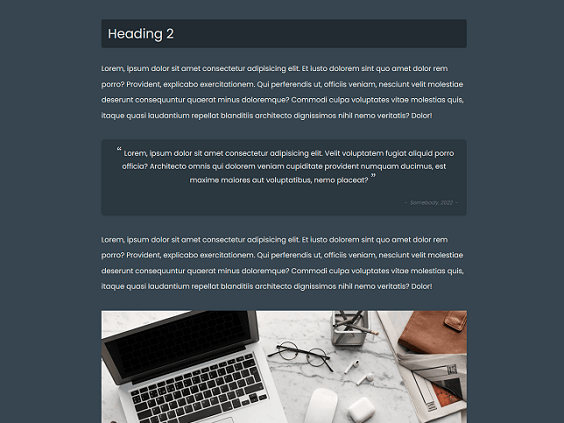 Heading 2
Lorem, ipsum dolor sit amet consectetur adipisicing elit. Et iusto dolorem sint quo amet dolor rem
porro? Provident, explicabo exercitationem. Qui perferendis ut, officiis veniam, nesciunt velit molestiae
deserunt consequuntur quaerat minus doloremque? Commodi culpa voluptates vitae quis,
itaque quasi laudantium repellat blanditiis architecto dignissimos nihil nemo veritatis? Dolor!
“ Lorem, ipsum dolor sit amet consectetur adipisicing elit. Velit voluptatem fugiat aliquid porro
officia? Architecto omnis qui dolorem veniam cupiditate provident numquam ducimus, est
maxime maiores aut voluptatibus, nemo placeat? ”
- Somebody, 2022 -
Lorem, ipsum dolor sit amet consectetur adipisicing elit. Et iusto dolorem sint quo amet dolor rem
porro? Provident, explicabo exercitationem. Qui perferendis ut, officiis veniam, nesciunt velit molestiae
deserunt consequuntur quaerat minus doloremque? Commodi culpa voluptates vitae quis,
itaque quasi laudantium repellat blanditiis architecto dignissimos nihil nemo veritatis? Dolor!